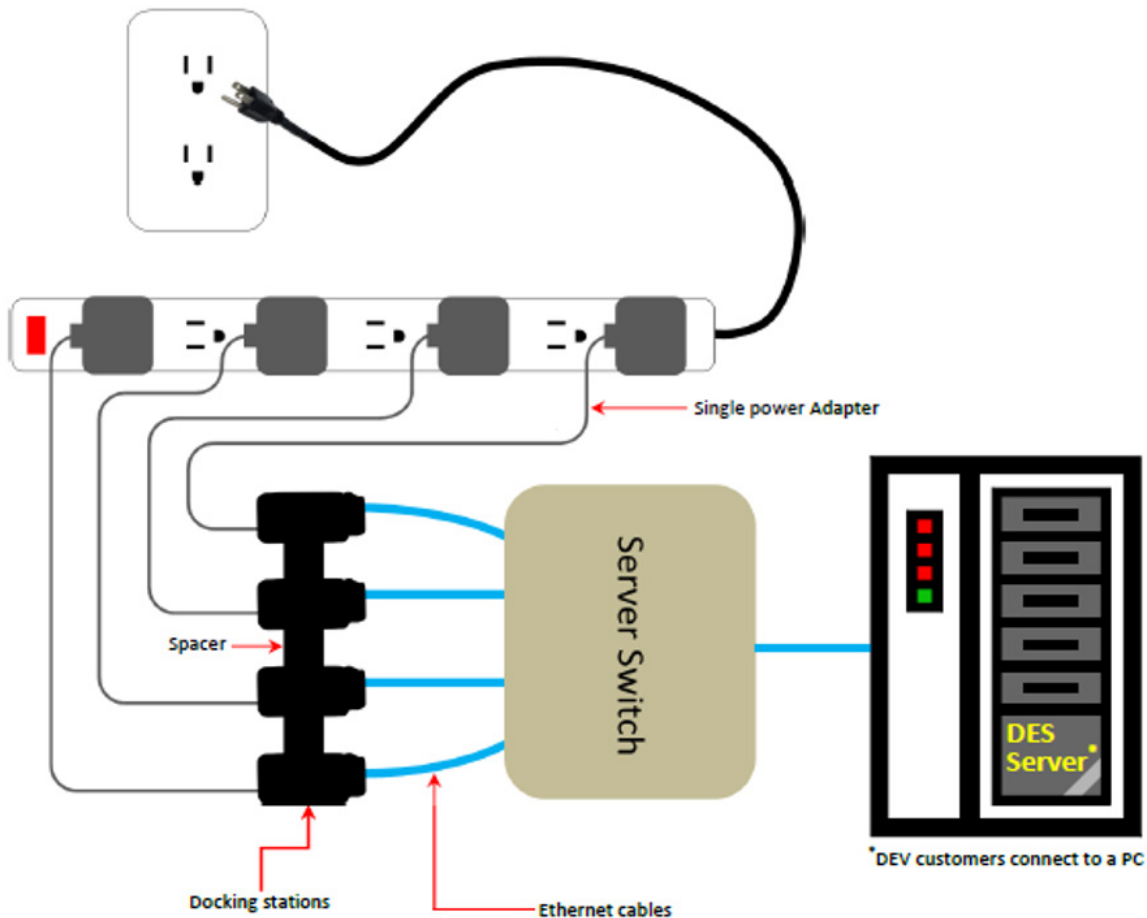 Single power Adapter
Server Switch
Spacer
DES
Server*
*DEV customers connect to a PC
Docking stations
Ethernet cables